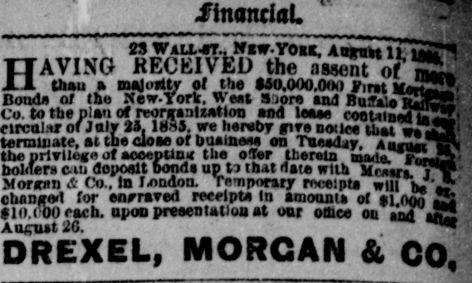 Financial.
23 WALL-ST., NEW-YORK, August 11,
HAVING RECEIVED the assent of more
than a majority of the $50,000,000 First Mortgage
Bonds of the New-York, West Shore and Buffalo Railway
Co. to the plan of reorganization and lease contained in
circular of July 25, 1885, we hereby give notice that we shall
terminate, at the close of business on Tuesday, August
the privilege of accepting the offer therein made. Foreign
holders can deposit bonds up to that date with Messrs. J. S.
Morgan & Co., in London. Temporary receipts will be ex-
changed for engraved receipts in amounts of $1,000 and
$10,000 each, upon presentation at our office on and after
August 26.
DREXEL, MORGAN & CO.